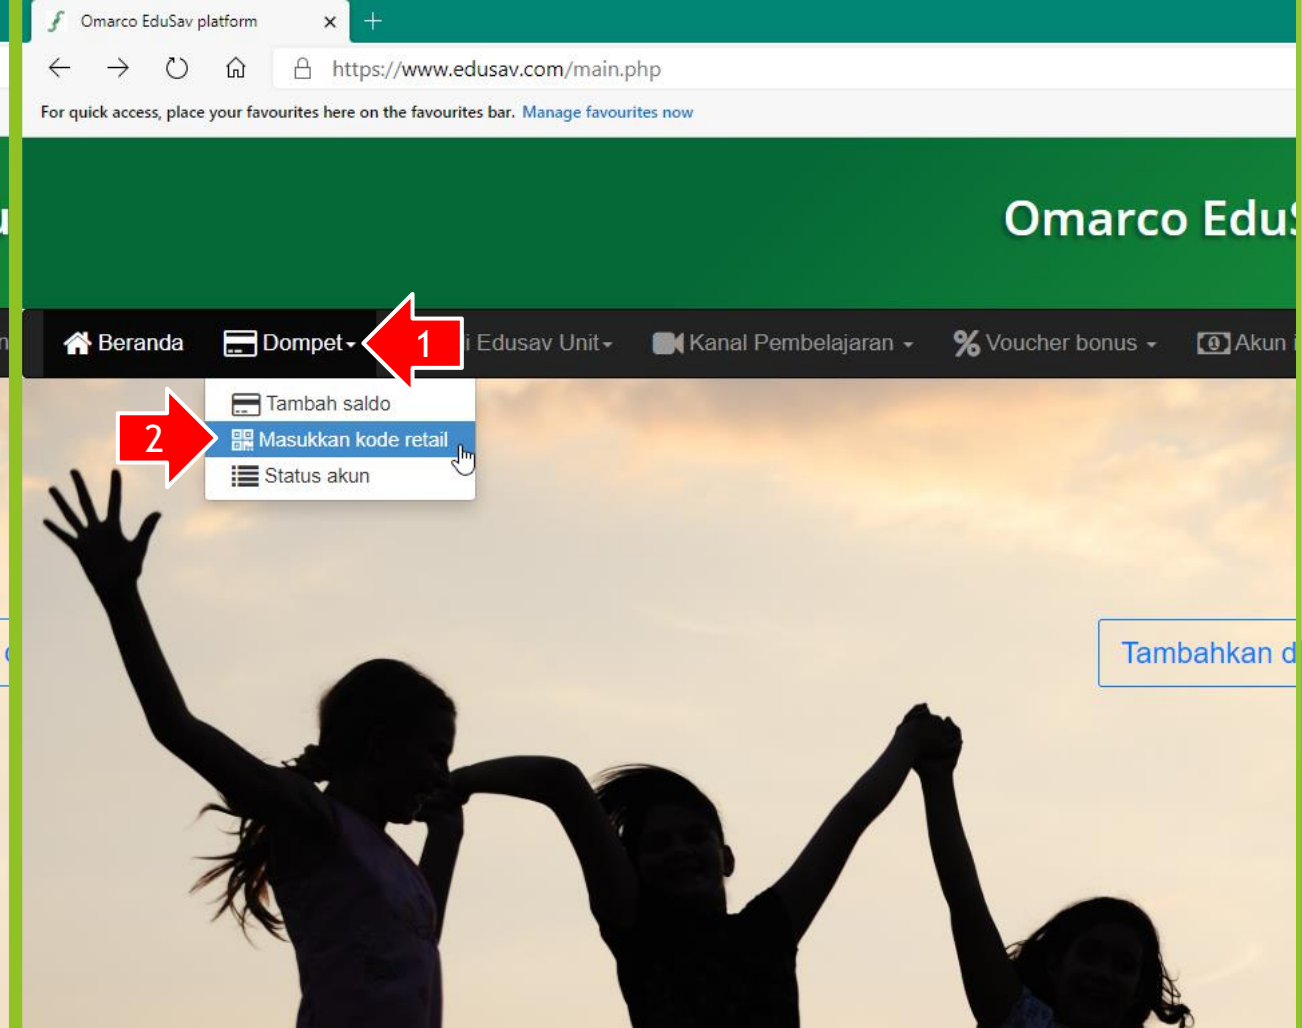 Omarco EduSav platform
https://www.edusav.com/main.php
For quick access, place your favourites here on the favourites bar. Manage favourites now
Omarco Edu
Beranda Dompet 1 i Edusav Unit Kanal Pembelajaran Voucher bonus Akun
Tambah saldo
2 Masukkan kode retail
Status akun
Tambahkan d